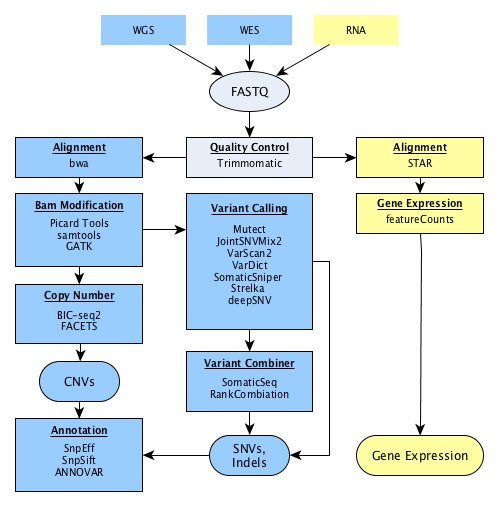 WGS
WES
RNA
FASTQ
Alignment
bwa
Quality Control
Trimmomatic
Alignment
STAR
Bam Modification
Picard Tools
samtools
GATK
Variant Calling
Mutect
JointSNVMix2
VarScan2
VarDict
SomaticSniper
Strelka
deepSNV
Gene Expression
featureCounts
Copy Number
BIC-seq2
FACETS
Variant Combiner
SomaticSeq
RankCombiation
CNVs
Annotation
SnpEff
SnpSift
ANNOVAR
SNVs,
Indels
Gene Expression